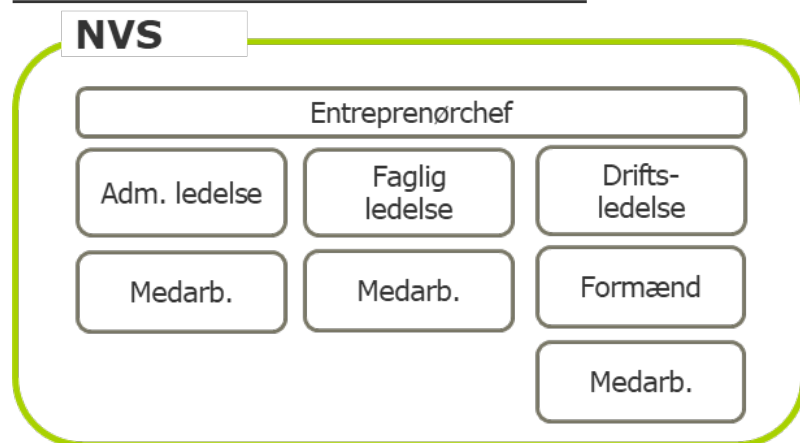 NVS
Entreprenørchef
Adm. ledelse
Faglig
ledelse
Drifts-
ledelse
Medarb.
Medarb.
Formænd
Medarb.